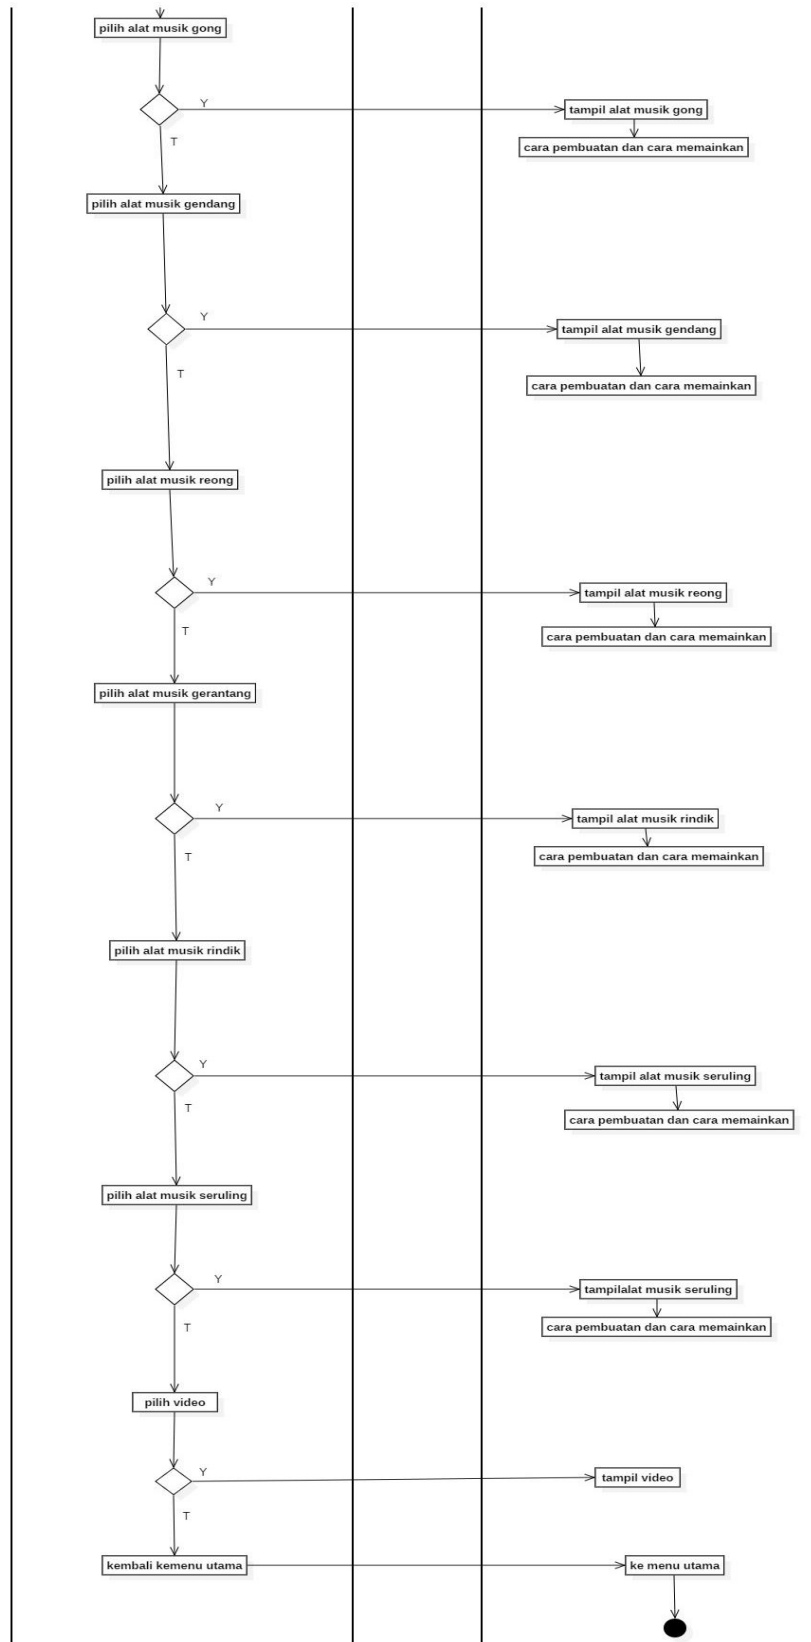 pilih alat musik gong
Y
tampil alat musik gong
T
cara pembuatan dan cara memainkan
pilih alat musik gendang
Y
tampil alat musik gendang
T
cara pembuatan dan cara memainkan
pilih alat musik reong
Y
tampil alat musik reong
T
cara pembuatan dan cara memainkan
pilih alat musik gerantang
Y
tampil alat musik rindik
T
cara pembuatan dan cara memainkan
pilih alat musik rindik
Y
tampil alat musik seruling
T
cara pembuatan dan cara memainkan
pilih alat musik seruling
Y
tampilalat musik seruling
T
cara pembuatan dan cara memainkan
pilih video
Y
tampil video
T
kembali kemenu utama
ke menu utama